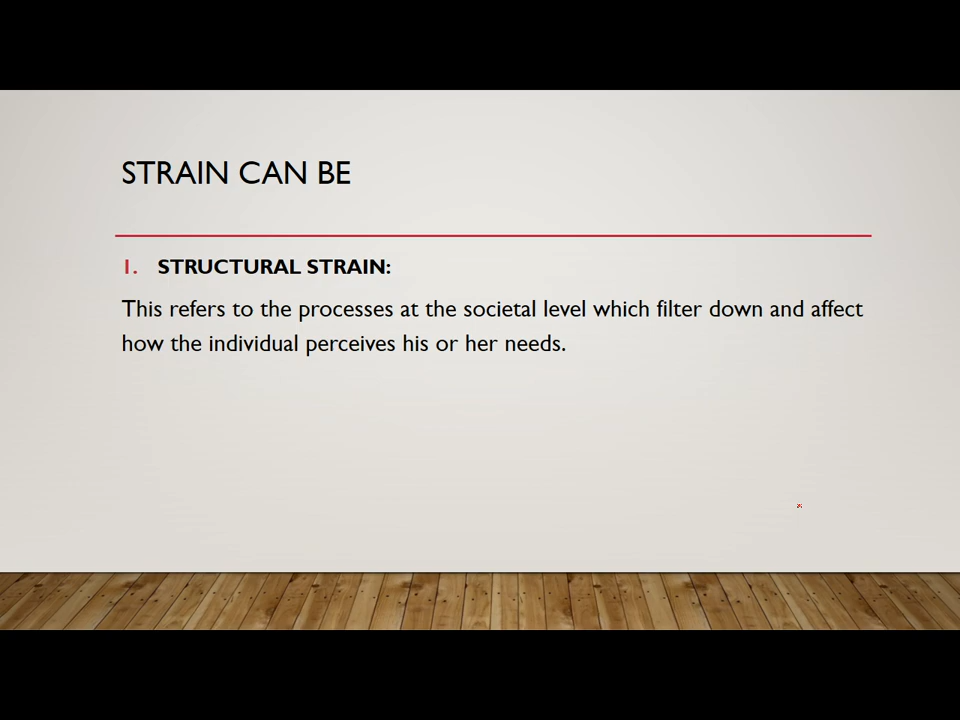 STRAIN CAN BE
1. STRUCTURAL STRAIN:
This refers to the processes at the societal level which filter down and affect
how the individual perceives his or her needs.